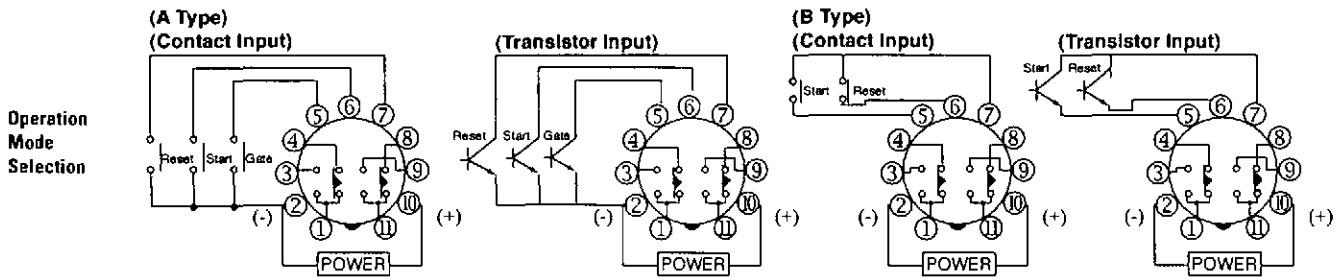 Operation
Mode
Selection
(A Type)
(Contact Input)
Reset
Start
Gate
① ② ③ ④ ⑤ ⑥ ⑦ ⑧ ⑨ ⑩ ⑪
(-)
(+)
POWER
(Transistor Input)
Reset
Start
Gate
① ② ③ ④ ⑤ ⑥ ⑦ ⑧ ⑨ ⑩ ⑪
(-)
(+)
POWER
(B Type)
(Contact Input)
Start
Reset
① ② ③ ④ ⑤ ⑥ ⑦ ⑧ ⑨ ⑩ ⑪
(-)
(+)
POWER
(Transistor Input)
Start
Reset
① ② ③ ④ ⑤ ⑥ ⑦ ⑧ ⑨ ⑩ ⑪
(-)
(+)
POWER